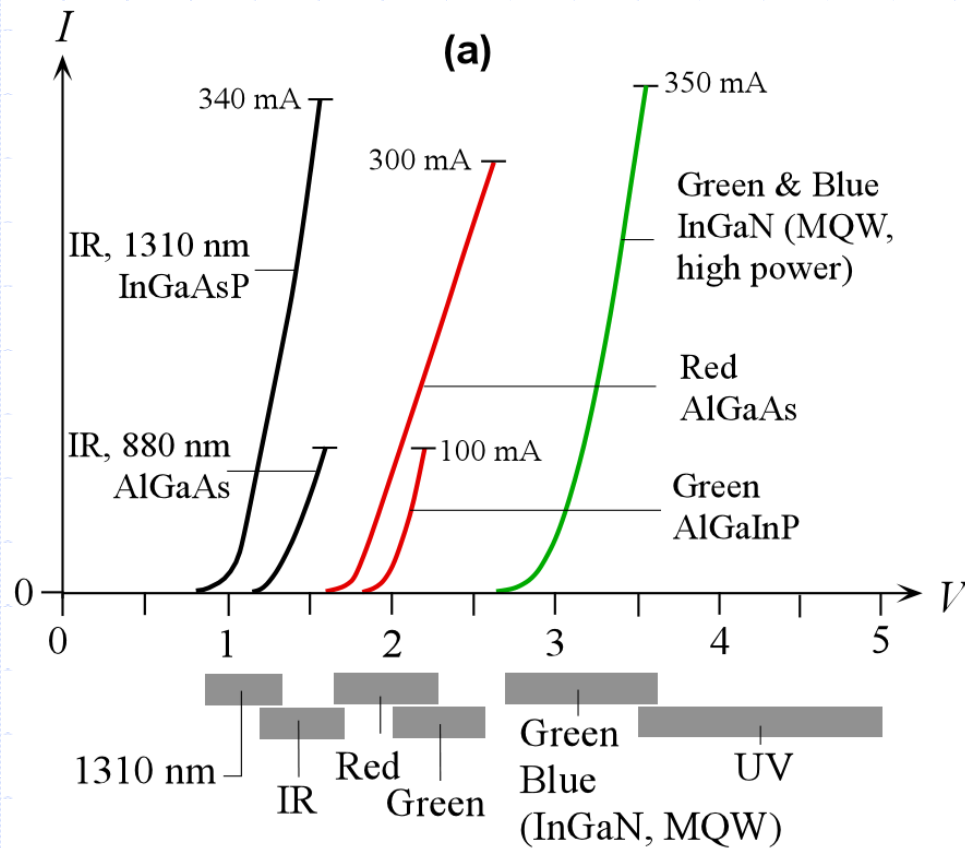 I
(a)
340 mA
350 mA
300 mA
Green & Blue
InGaN (MQW,
high power)
IR, 1310 nm
InGaAsP
Red
AlGaAs
IR, 880 nm
AlGaAs
100 mA
Green
AlGaInP
0
V
0 1 2 3 4 5
1310 nm
IR
Red
Green
Green
Blue
(InGaN, MQW)
UV